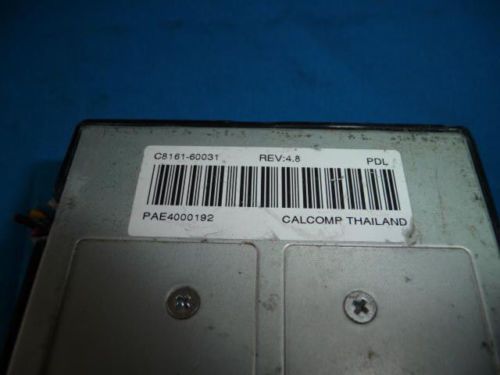 C8161-60031 REV:4.8 PDL
PAE4000192 CALCOMP THAILAND